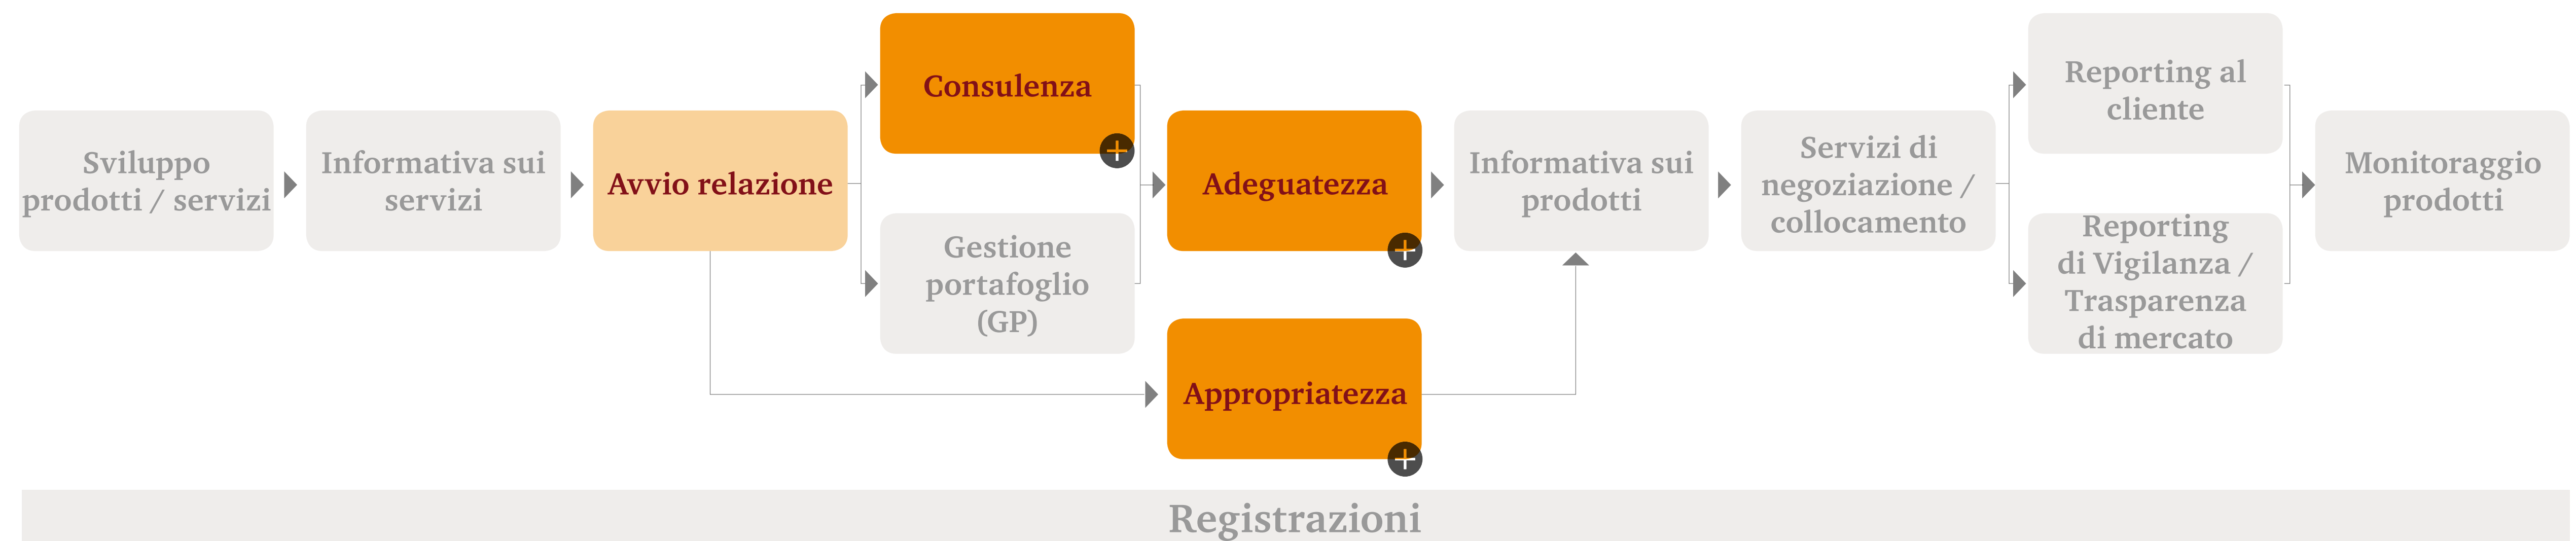 Sviluppo
prodotti / servizi
Informativa sui
servizi
Avvio relazione
Consulenza
Gestione
portafoglio
(GP)
Adeguatezza
Appropriatezza
Informativa sui
prodotti
Servizi di
negoziazione /
collocamento
Reporting al
cliente
Reporting
di Vigilanza /
Trasparenza
di mercato
Monitoraggio
prodotti
Registrazioni